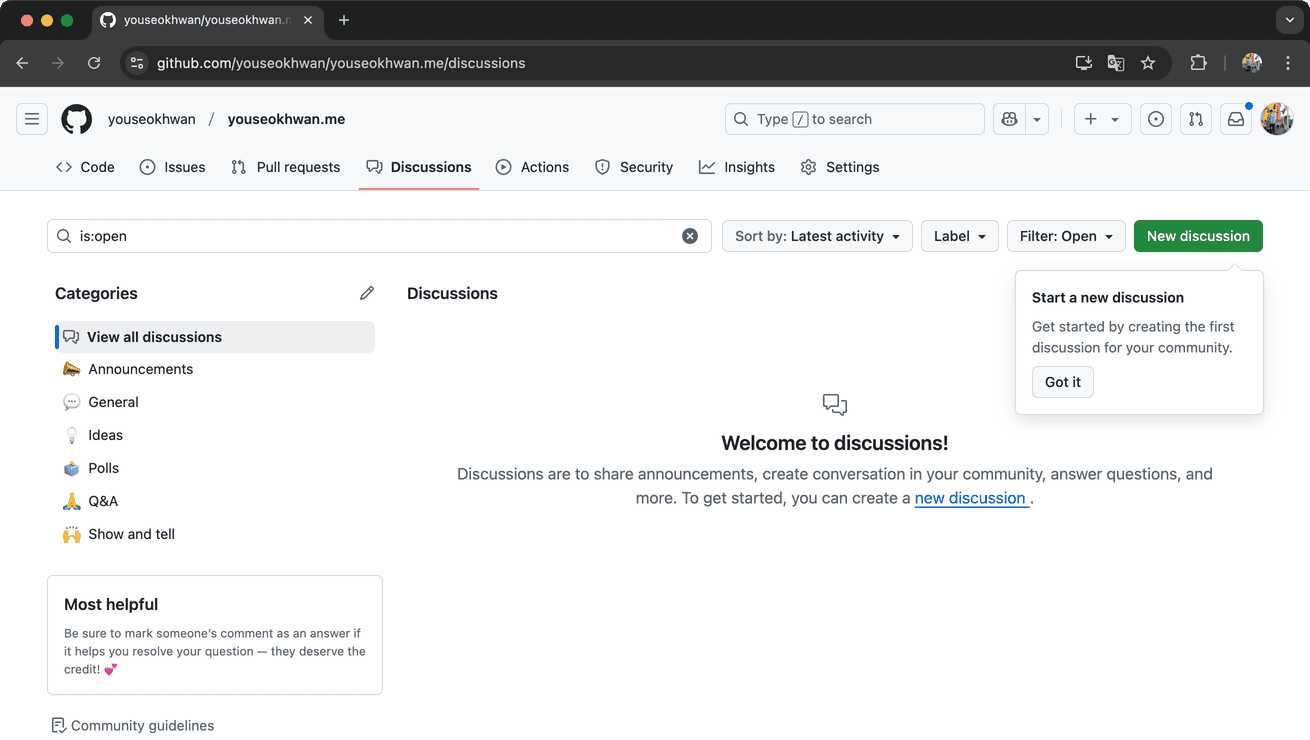 youseokhwan/youseokhwan.n
github.com/youseokhwan/youseokhwan.me/discussions
youseokhwan / youseokhwan.me
Type / to search
Code Issues Pull requests Discussions Actions Security Insights Settings
is:open
Sort by: Latest activity
Label
Filter: Open
New discussion
Categories
View all discussions
Announcements
General
Ideas
Polls
Q&A
Show and tell
Most helpful
Be sure to mark someone's comment as an answer if
it helps you resolve your question — they deserve the
credit! 💕
Community guidelines
Discussions
Start a new discussion
Get started by creating the first
discussion for your community.
Got it
Welcome to discussions!
Discussions are to share announcements, create conversation in your community, answer questions, and
more. To get started, you can create a new discussion .